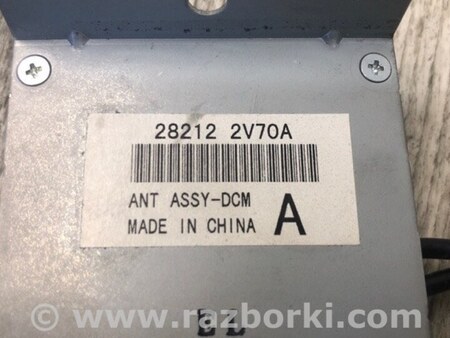 28212 2V70A
ANT ASSY-DCM
MADE IN CHINA A
© www.razborki.com